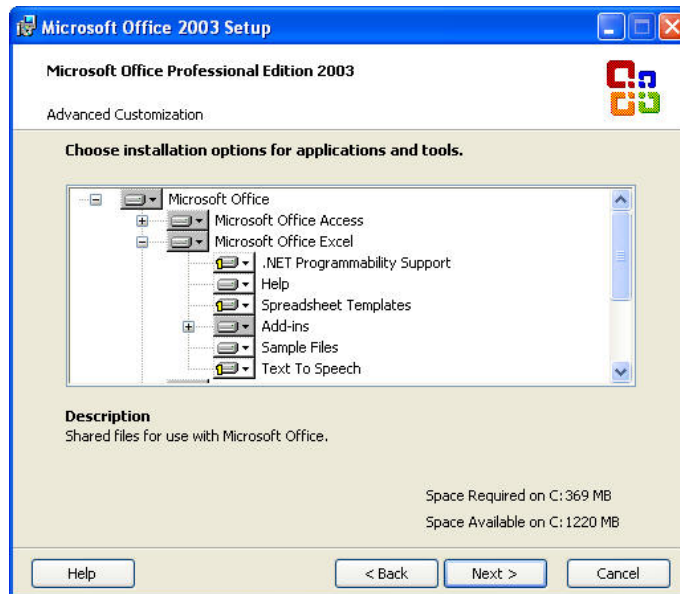 Microsoft Office 2003 Setup
Microsoft Office Professional Edition 2003
Advanced Customization
Choose installation options for applications and tools.
Microsoft Office
Microsoft Office Access
Microsoft Office Excel
.NET Programmability Support
Help
Spreadsheet Templates
Add-ins
Sample Files
Text To Speech
Description
Shared files for use with Microsoft Office.
Space Required on C: 369 MB
Space Available on C: 1220 MB
Help
< Back
Next >
Cancel